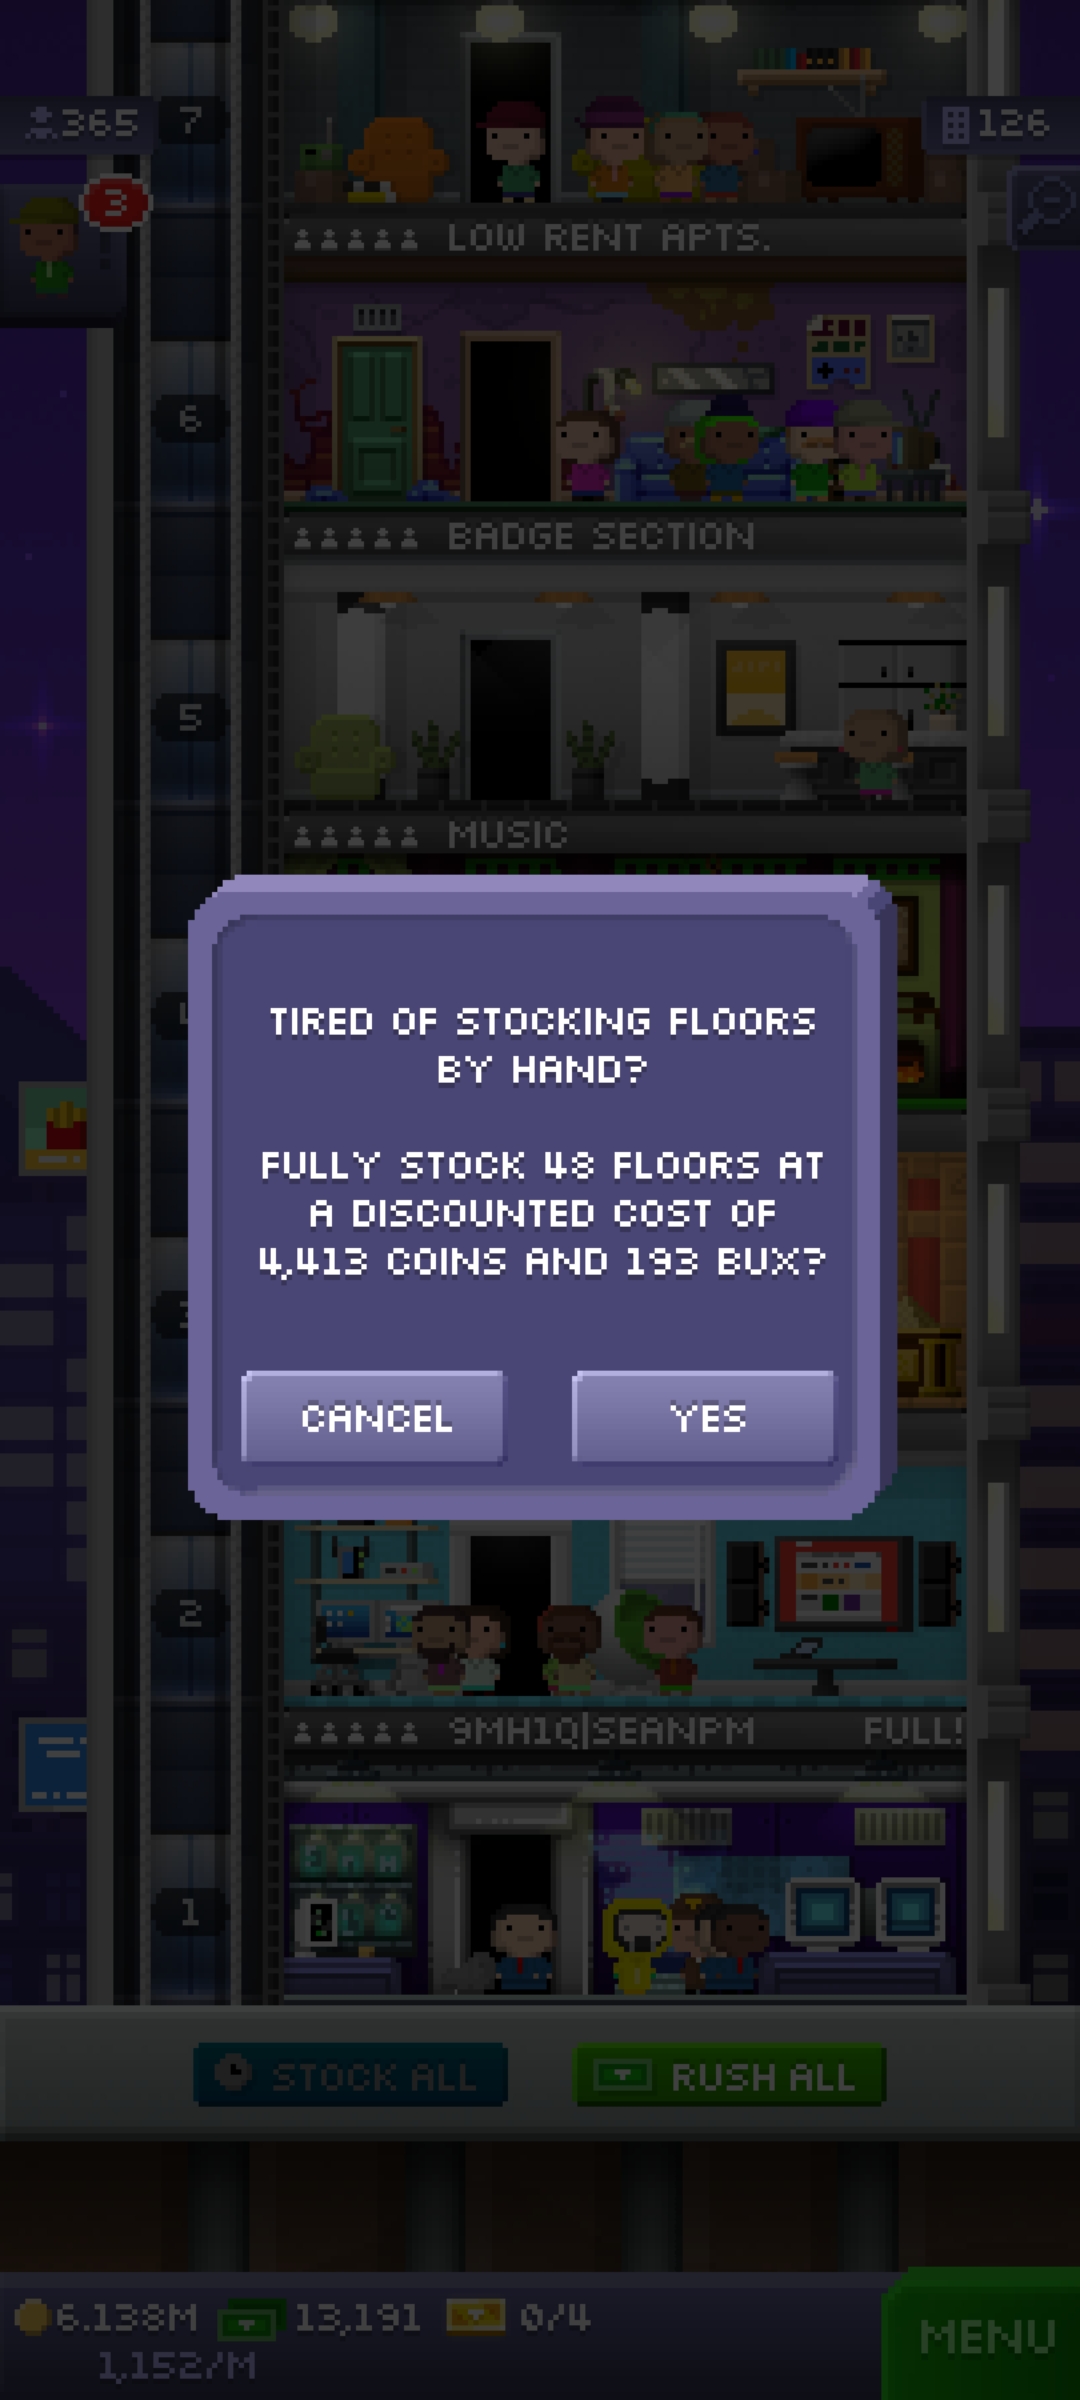 365
7
126
3
LOW RENT APTS.
6
BADGE SECTION
5
MUSIC
TIRED OF STOCKING FLOORS
BY HAND?
FULLY STOCK 48 FLOORS AT
A DISCOUNTED COST OF
4,413 COINS AND 193 BUX?
CANCEL
YES
2
9MH1Q|SEANPM
FULL!
1
STOCK ALL
RUSH ALL
6.138M
13,191
0/4
1,152/M
MENU